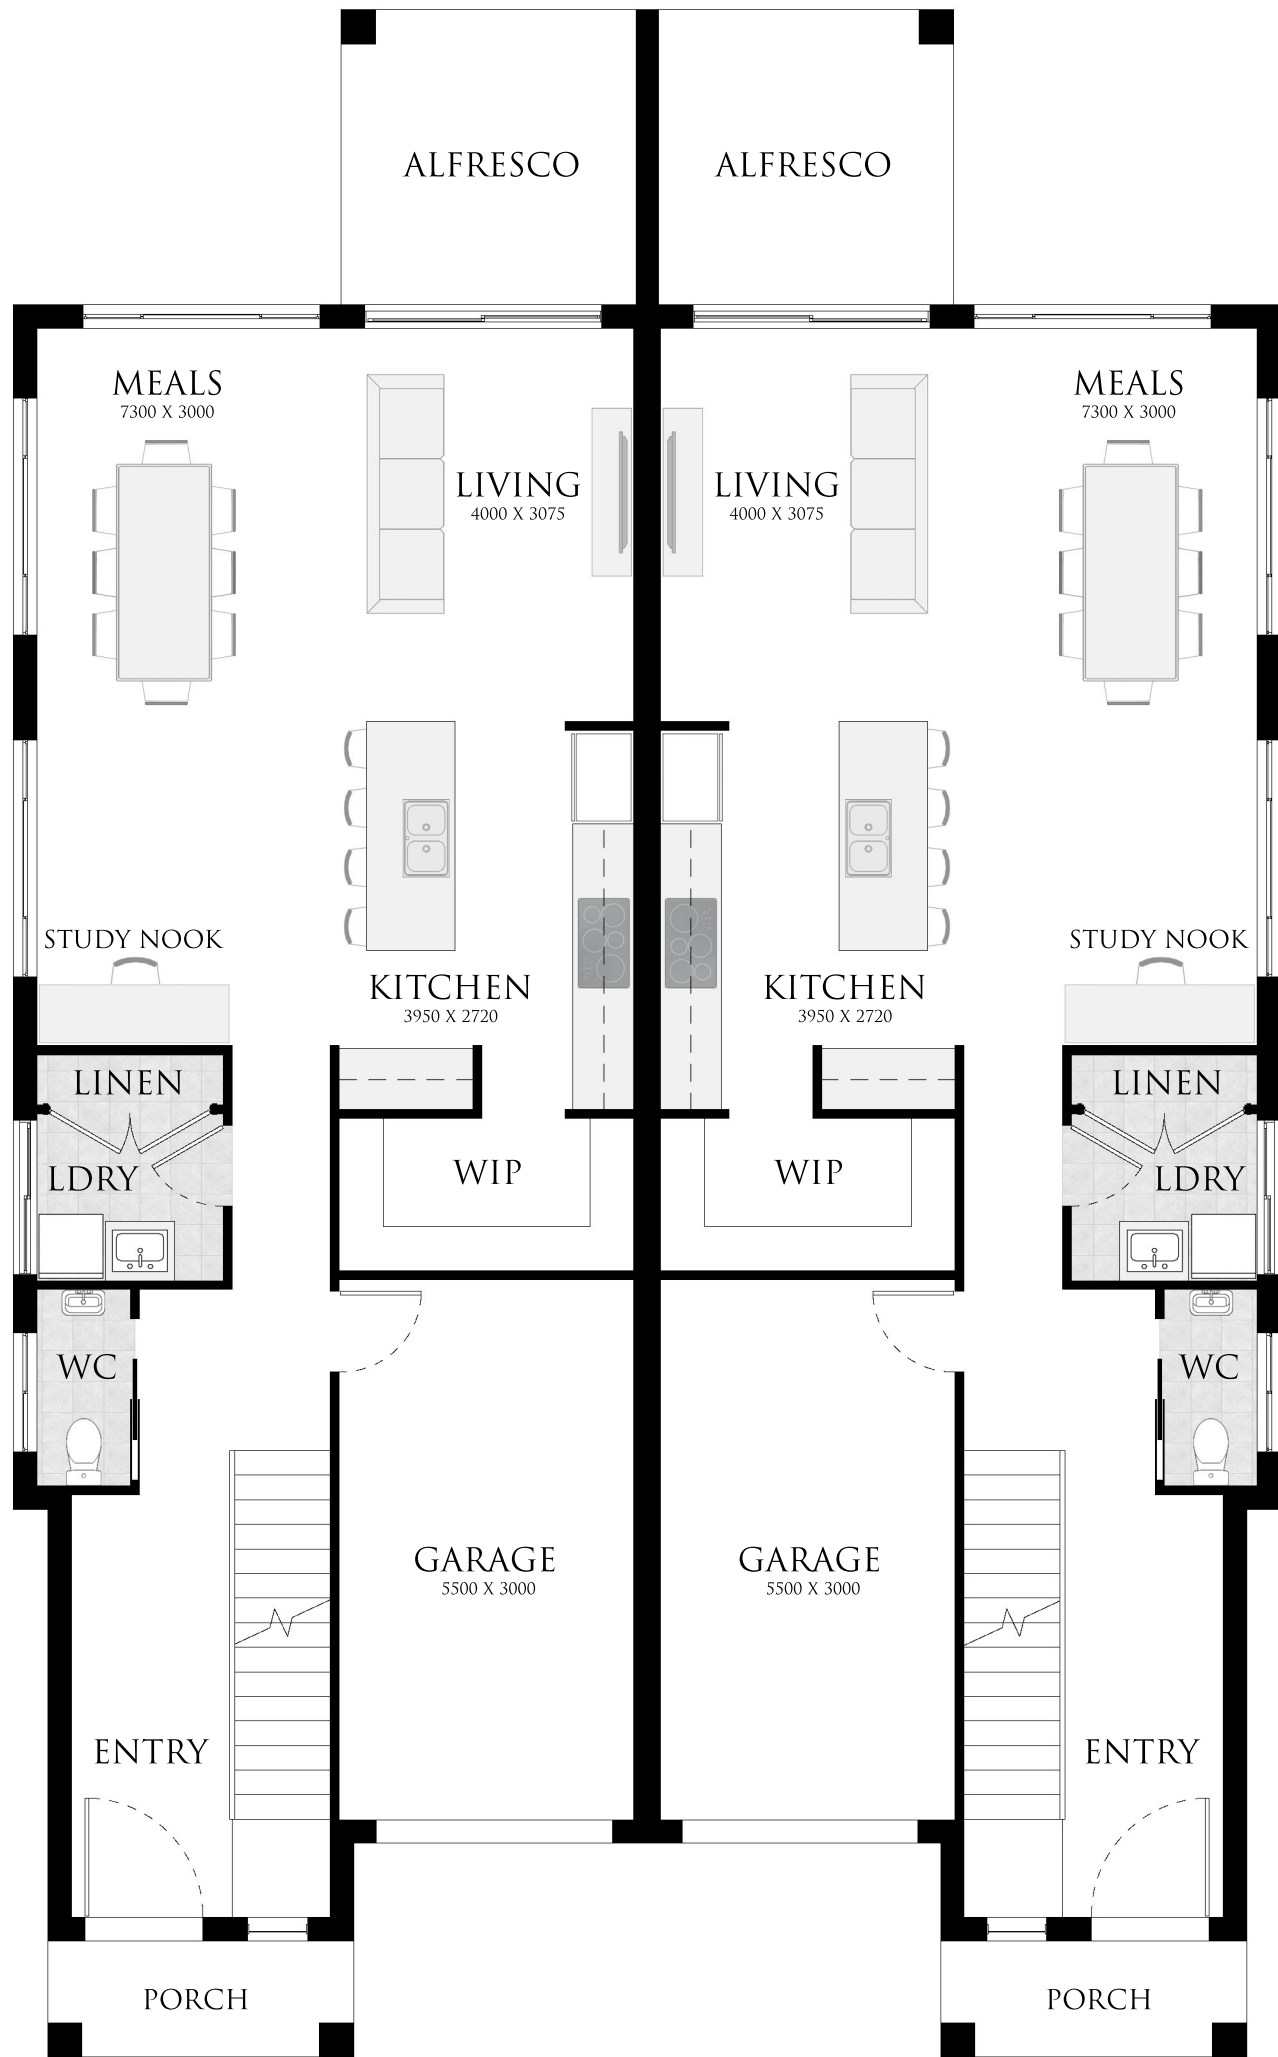 ALFRESCO
ALFRESCO
MEALS
7300 X 3000
MEALS
7300 X 3000
LIVING
4000 X 3075
LIVING
4000 X 3075
STUDY NOOK
STUDY NOOK
KITCHEN
3950 X 2720
KITCHEN
3950 X 2720
LINEN
LINEN
LDRY
WIP
WIP
LDRY
WC
WC
GARAGE
5500 X 3000
GARAGE
5500 X 3000
ENTRY
ENTRY
PORCH
PORCH